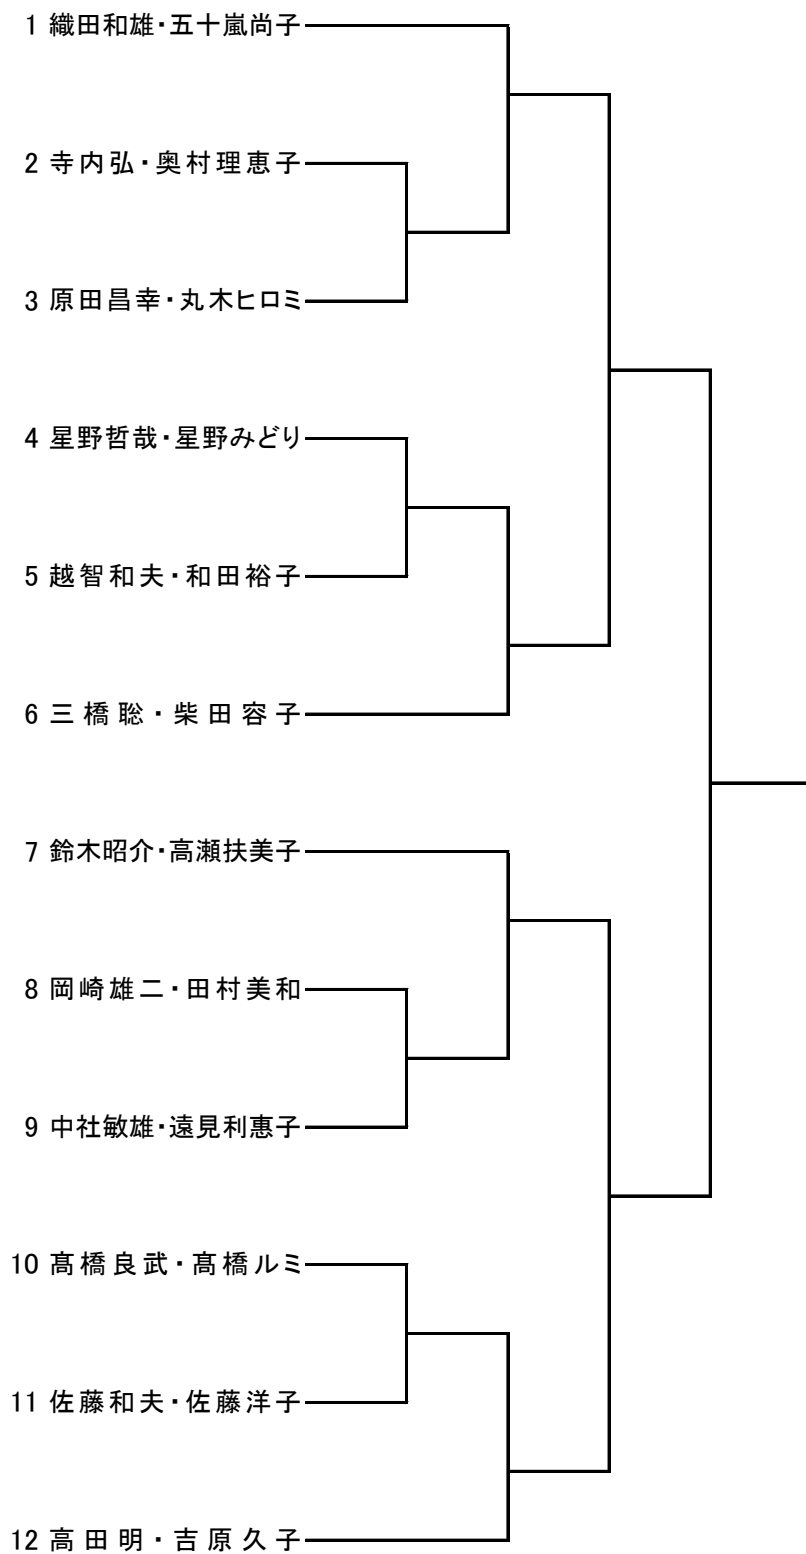 1 織田和雄・五十嵐尚子
2 寺内弘・奥村理恵子
3 原田昌幸・丸木ヒロミ
4 星野哲哉・星野みどり
5 越智和夫・和田裕子
6 三橋聡・柴田容子
7 鈴木昭介・高瀬扶美子
8 岡崎雄二・田村美和
9 中社敏雄・遠見利惠子
10 髙橋良武・髙橋ルミ
11 佐藤和夫・佐藤洋子
12 高田明・吉原久子